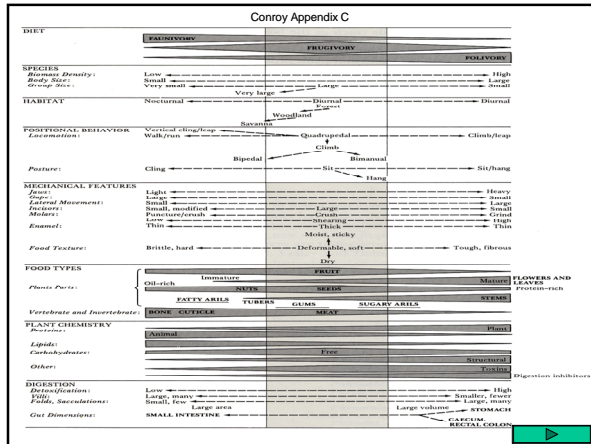 Conroy Appendix C
DIET
FAUNIVORY
FRUGIVORY
FOLIVORY
SPECIES
Biomass Density: Low High
Body Size: Small Large
Group Size: Very small Large Small
Very large
HABITAT Nocturnal Diurnal Diurnal
Forest
Woodland
Savanna
POSITIONAL BEHAVIOR Vertical cling/leap
Locomotion: Walk/run Quadrupedal Climb/leap
Climb
Bipedal Bimanual
Posture: Cling Sit Sit/hang
Hang
MECHANICAL FEATURES
Jaws: Light Heavy
Gape: Large Small
Lateral Movement: Small Large
Incisors: Small, modified Large Small
Molars: Puncture/crush Crush Grind
Low Shearing High
Enamel: Thin Thick Thin
Moist, sticky
Food Texture: Brittle, hard Deformable, soft Tough, fibrous
Dry
FOOD TYPES
FRUIT
Immature Mature FLOWERS AND LEAVES
Oil-rich Protein-rich
Plants Parts: NUTS SEEDS
STEMS
FATTY ARILS TUBERS GUMS SUGARY ARILS
Vertebrate and Invertebrate: BONE CUTICLE MEAT
PLANT CHEMISTRY
Plant
Proteins: Animal
Lipids:
Carbohydrates: Free
Structural
Other: Toxins
Digestion inhibitors
DIGESTION
Detoxification: Low High
Villi: Large, many Smaller, fewer
Folds, Sacculations: Small, few Large, many
Large area Large volume STOMACH
Gut Dimensions: SMALL INTESTINE
CAECUM
RECTAL COLON